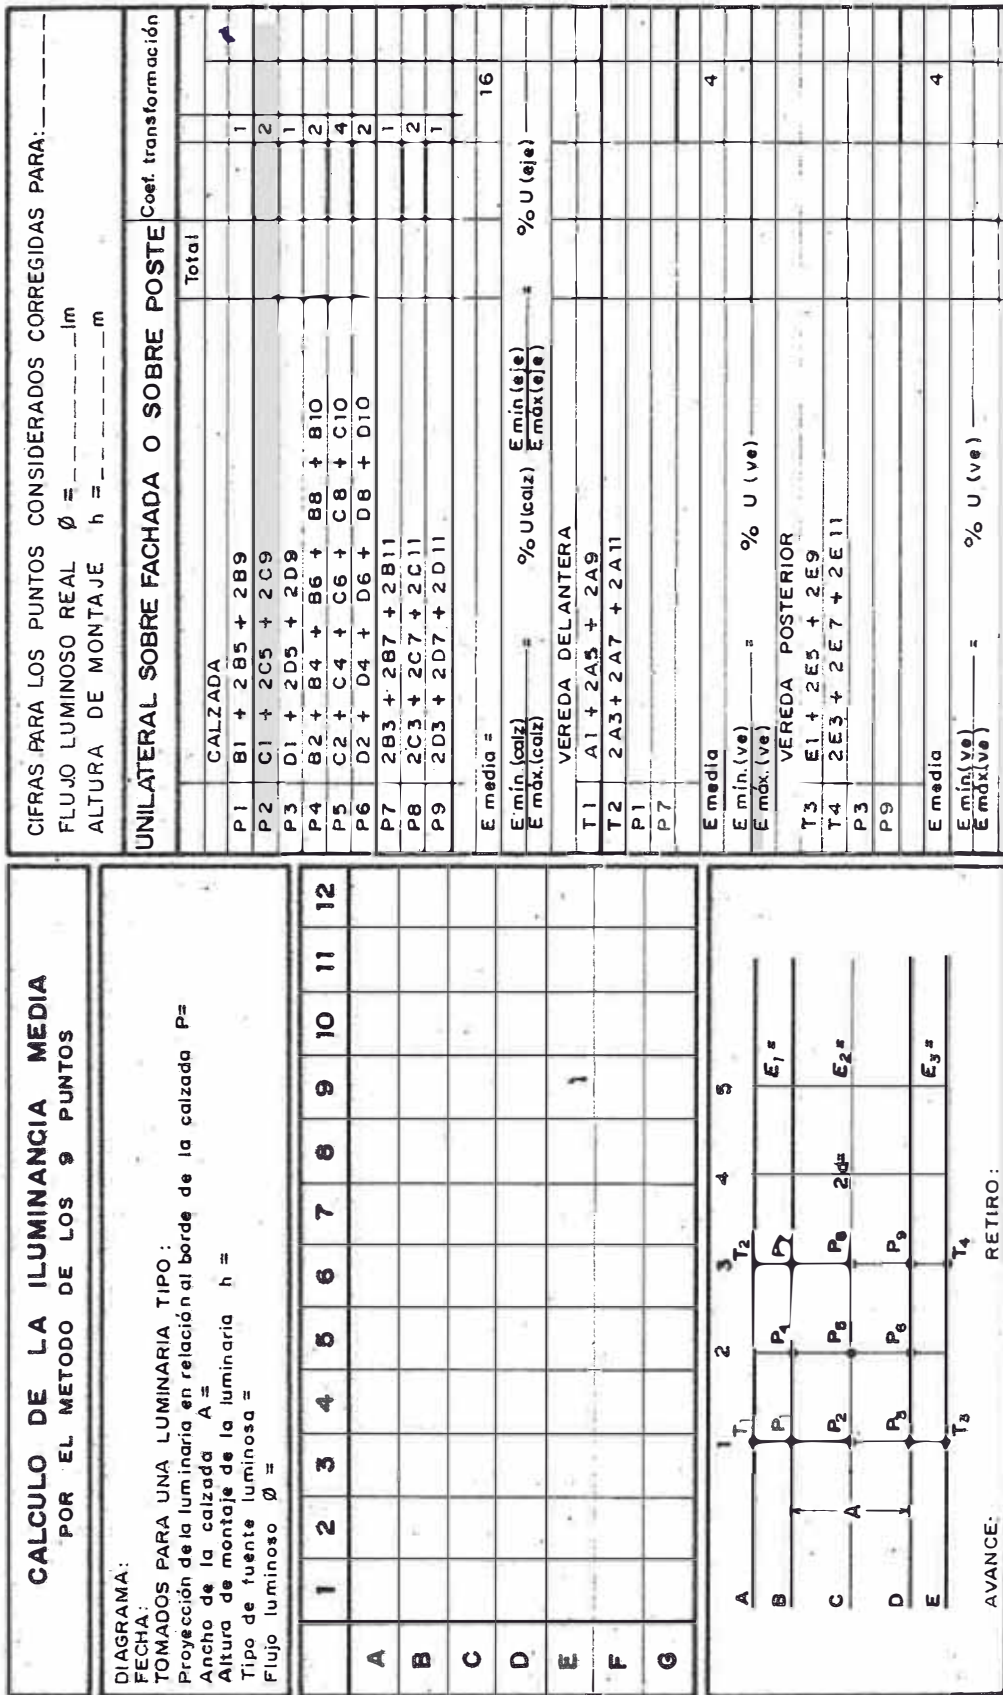 CALCULO DE LA ILUMINANCIA MEDIA
POR EL METODO DE LOS 9 PUNTOS
DIAGRAMA:
FECHA:
TOMADOS PARA UNA LUMINARIA TIPO:
Proyección de la luminaria en relación al borde de la calzada P=
Ancho de la calzada A =
Altura de montaje de la luminaria h =
Tipo de fuente luminosa =
Flujo luminoso Ø =
1 2 3 4 5 6 7 8 9 10 11 12
A
B
C
D
E
F
G
1 2 3 4 5
A T1 T2
B P1 P4 P7 E1 =
C P2 P5 P8 2d= E2=
A
D P3 P6 P9
E T3 T4 E3=
AVANCE: RETIRO:
CIFRAS PARA LOS PUNTOS CONSIDERADOS CORREGIDAS PARA:_____
FLUJO LUMINOSO REAL Ø =______lm
ALTURA DE MONTAJE h =______m
UNILATERAL SOBRE FACHADA O SOBRE POSTE Coef. transformación
CALZADA Total
P1 B1 + 2B5 + 2B9 1
P2 C1 + 2C5 + 2C9 2
P3 D1 + 2D5 + 2D9 1
P4 B2 + B4 + B6 + B8 + B10 2
P5 C2 + C4 + C6 + C8 + C10 4
P6 D2 + D4 + D6 + D8 + D10 2
P7 2B3 + 2B7 + 2B11 1
P8 2C3 + 2C7 + 2C11 2
P9 2D3 + 2D7 + 2D11 1
E media = 16
E mín.(calz) = %U(calz) E mín(eje) = %U(eje)
E máx.(calz) E máx(eje)
VEREDA DELANTERA
T1 A1 + 2A5 + 2A9
T2 2A3 + 2A7 + 2A11
P1
P7
E media 4
E mín.(ve) = % U (ve)
E máx.(ve)
VEREDA POSTERIOR
T3 E1 + 2E5 + 2E9
T4 2E3 + 2E7 + 2E11
P3
P9
E media 4
E mín(ve) = % U (ve)
E máx(ve)